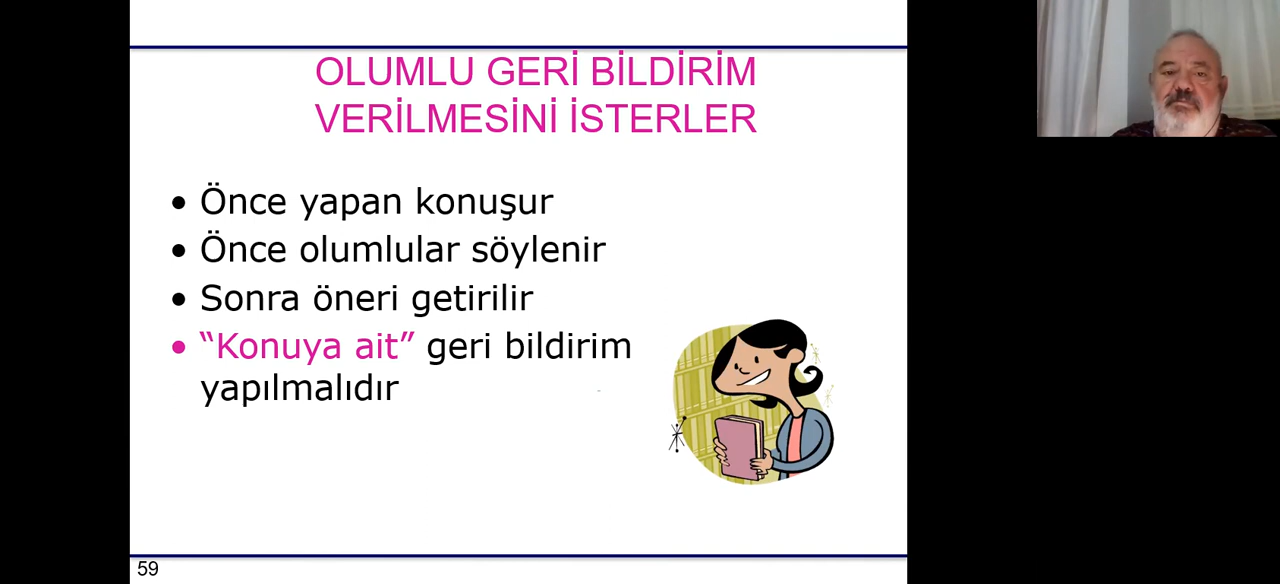 OLUMLU GERİ BİLDİRİM
VERİLMESİNİ İSTERLER
• Önce yapan konuşur
• Önce olumlular söylenir
• Sonra öneri getirilir
• “Konuya ait” geri bildirim
yapılmalıdır
59